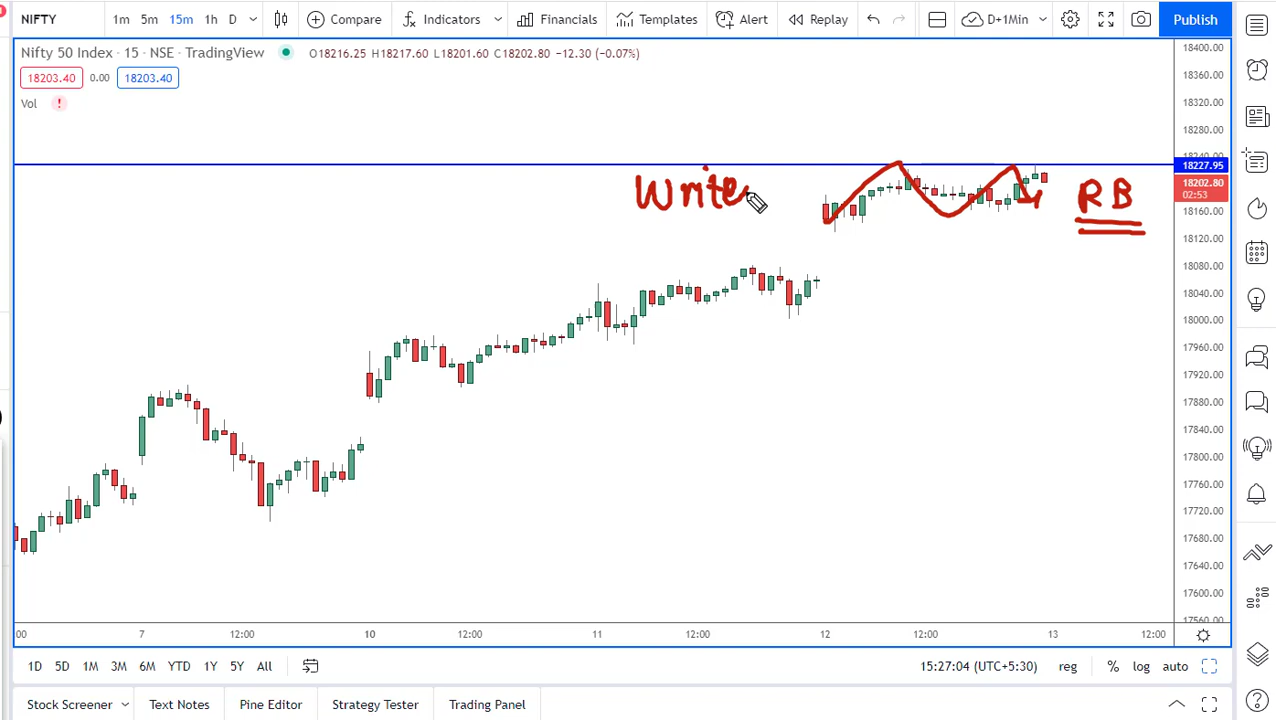 NIFTY 1m 5m 15m 1h D Compare Indicators Financials Templates Alert Replay D+1Min Publish
Nifty 50 Index · 15 · NSE · TradingView O18216.25 H18217.60 L18201.60 C18202.80 −12.30 (−0.07%)
18203.40 0.00 18203.40
Vol !
Write
RB
18400.00
18360.00
18320.00
18280.00
18240.00
18227.95
18202.80
02:53
18160.00
18120.00
18080.00
18040.00
18000.00
17960.00
17920.00
17880.00
17840.00
17800.00
17760.00
17720.00
17680.00
17640.00
17600.00
17560.00
:00 7 12:00 10 12:00 11 12:00 12 12:00 13 12:00
1D 5D 1M 3M 6M YTD 1Y 5Y All 15:27:04 (UTC+5:30) reg % log auto
Stock Screener Text Notes Pine Editor Strategy Tester Trading Panel